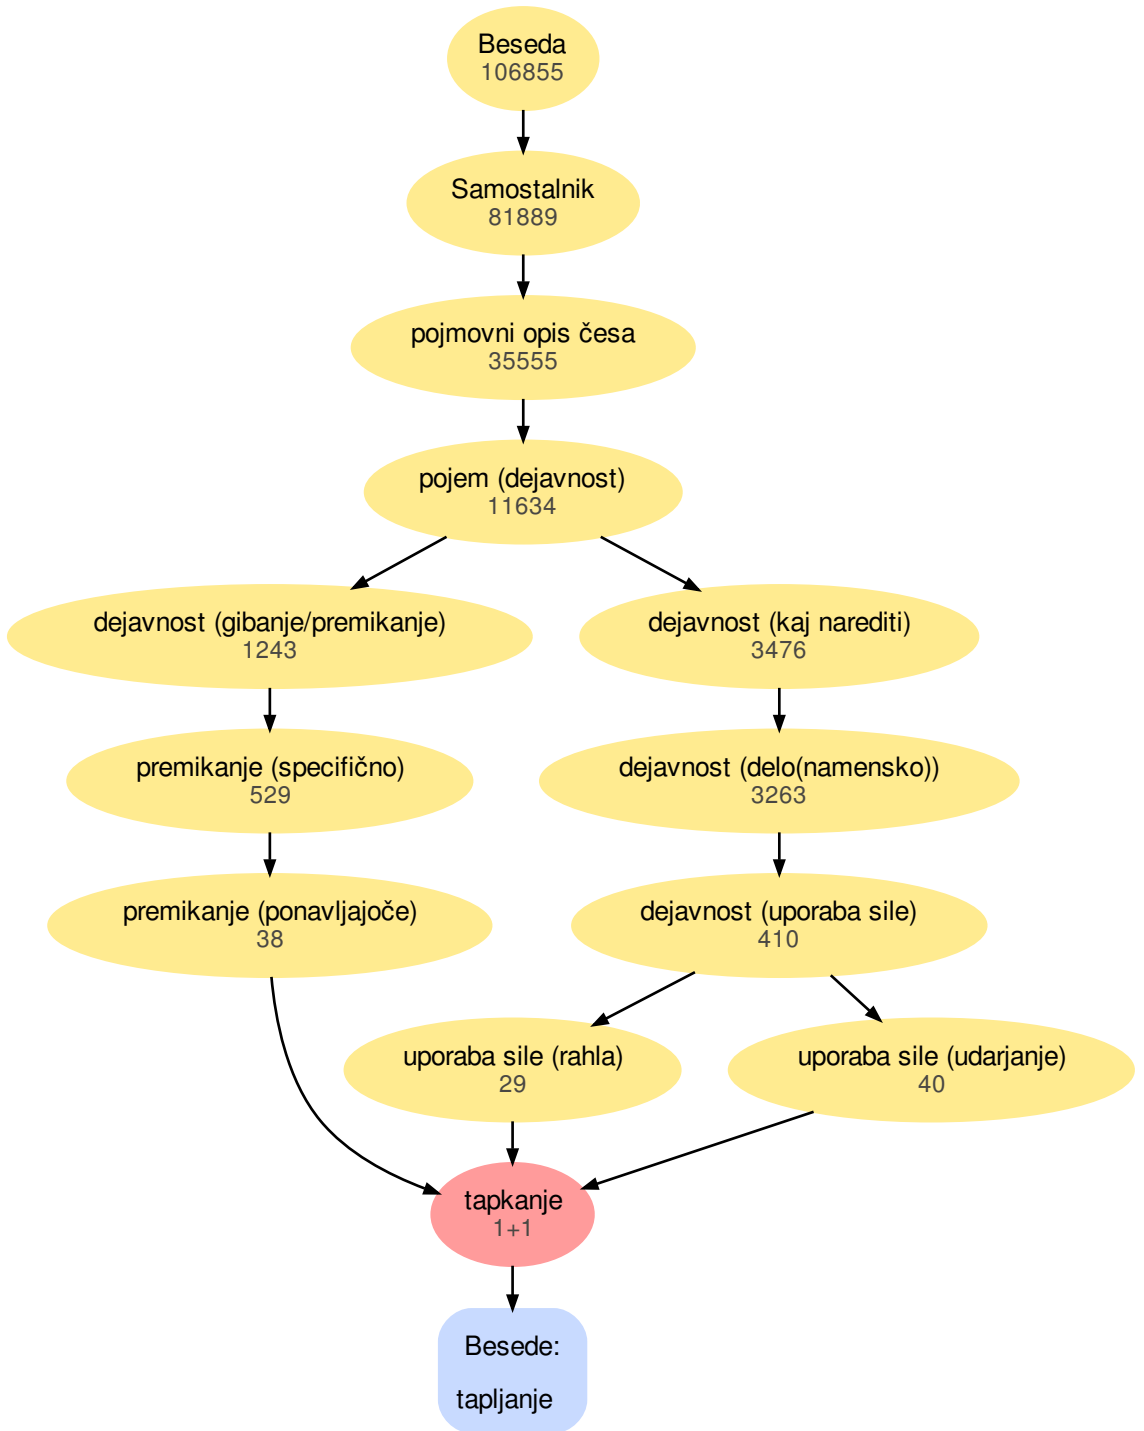 Beseda
106855
Samostalnik
81889
pojmovni opis česa
35555
pojem (dejavnost)
11634
dejavnost (gibanje/premikanje)
1243
dejavnost (kaj narediti)
3476
premikanje (specifično)
529
dejavnost (delo(namensko))
3263
premikanje (ponavljajoče)
38
dejavnost (uporaba sile)
410
uporaba sile (rahla)
29
uporaba sile (udarjanje)
40
tapkanje
1+1
Besede:
tapljanje